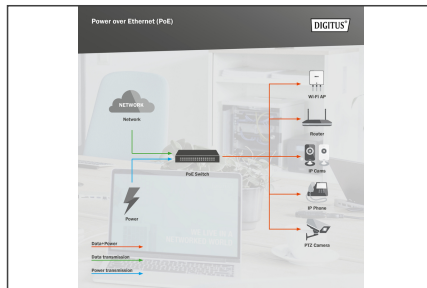 Power over Ethernet (PoE)
DIGITUS®
NETWORK
Network
PoE Switch
Power
Wi-Fi AP
Router
IP Cams
IP Phone
PTZ Camera
Data+Power
Data transmission
Power transmission